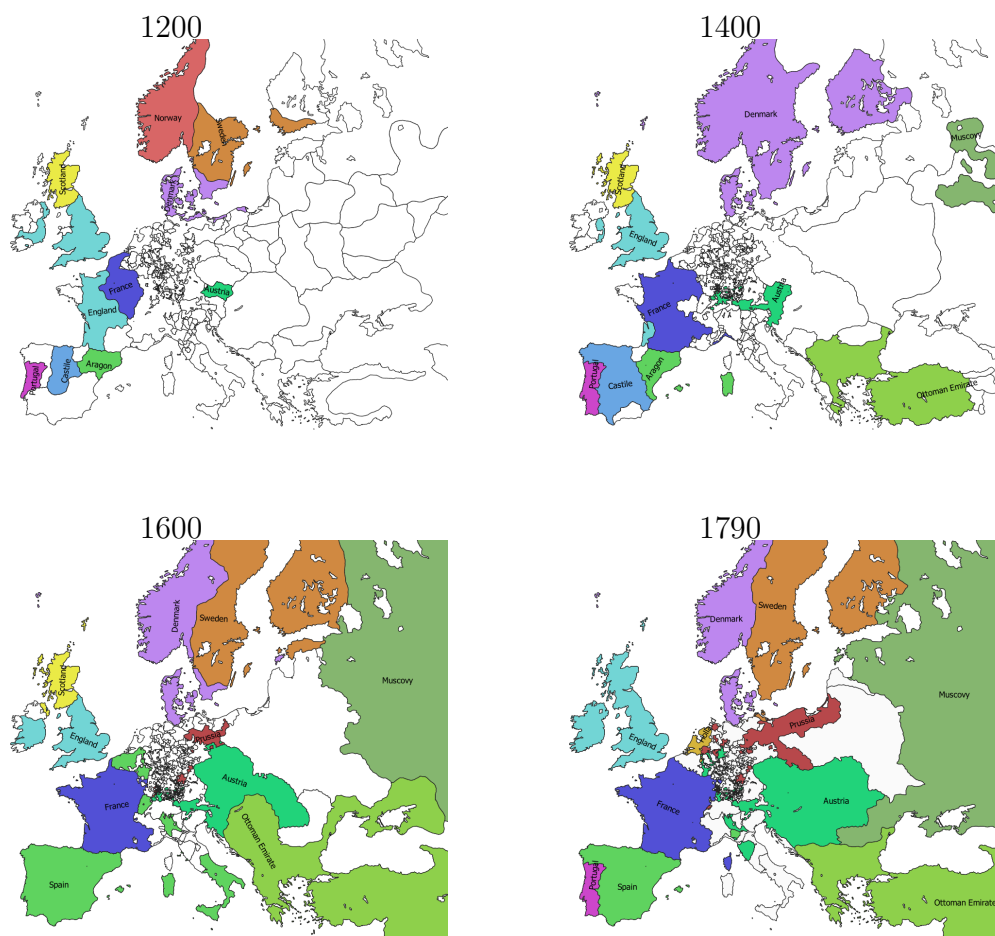 1200
Norway
Sweden
Denmark
Scotland
France
England
Austria
Portugal
Castile
Aragon
1400
Denmark
Muscovy
Scotland
England
France
Austria
Portugal
Castile
Aragon
Ottoman Emirate
1600
Denmark
Sweden
Scotland
Muscovy
England
Prussia
Austria
France
Ottoman Emirate
Spain
1790
Denmark
Sweden
Muscovy
England
Prussia
France
Austria
Portugal
Spain
Ottoman Emirate